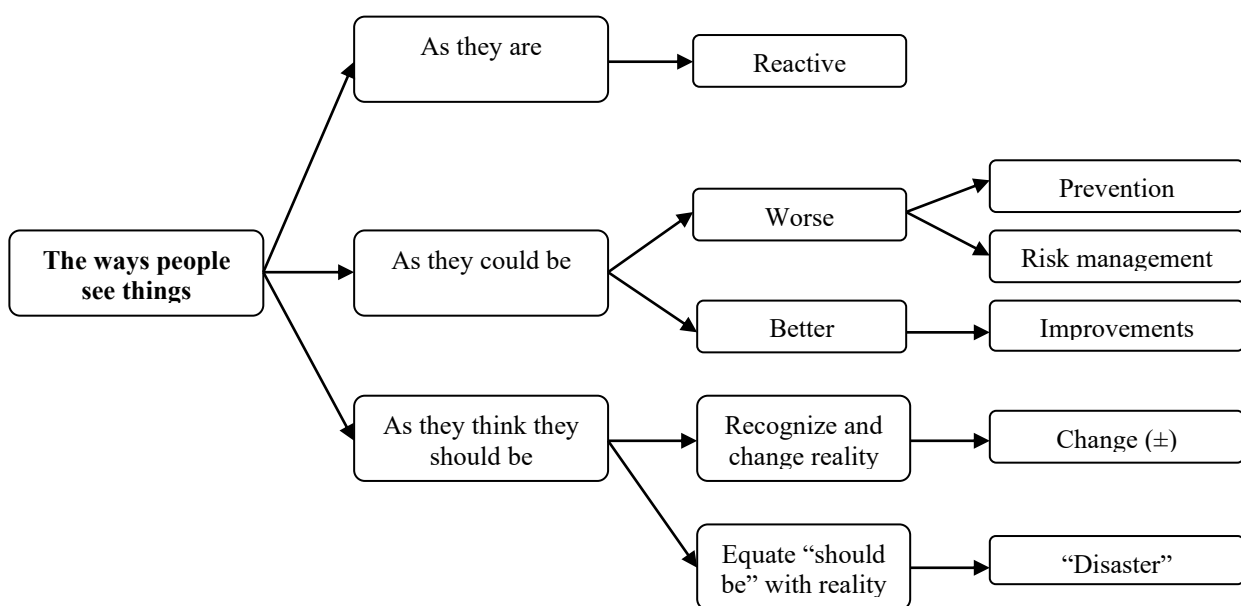 As they are
Reactive
Prevention
Worse
The ways people
see things
As they could be
Risk management
Better
Improvements
As they think they
should be
Recognize and
change reality
Change (±)
Equate “should
be” with reality
“Disaster”